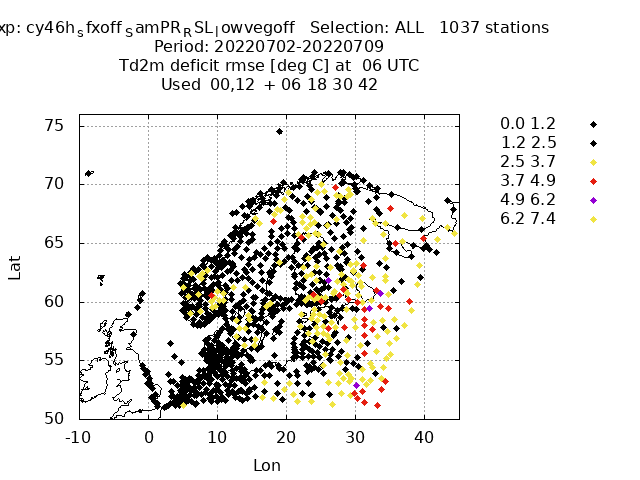 xp: cy46h_sfxoff_SamPR_RSL_lowvegoff Selection: ALL 1037 stations
Period: 20220702-20220709
Td2m deficit rmse [deg C] at 06 UTC
Used 00,12 + 06 18 30 42
75
70
65
60
55
50
Lat
-10 0 10 20 30 40
Lon
0.0 1.2
1.2 2.5
2.5 3.7
3.7 4.9
4.9 6.2
6.2 7.4